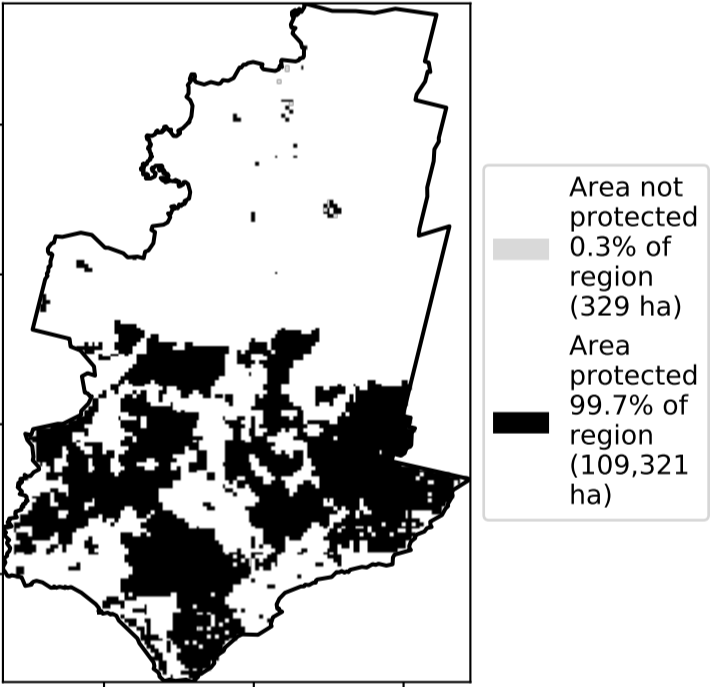 Area not
protected
0.3% of
region
(329 ha)
Area
protected
99.7% of
region
(109,321
ha)